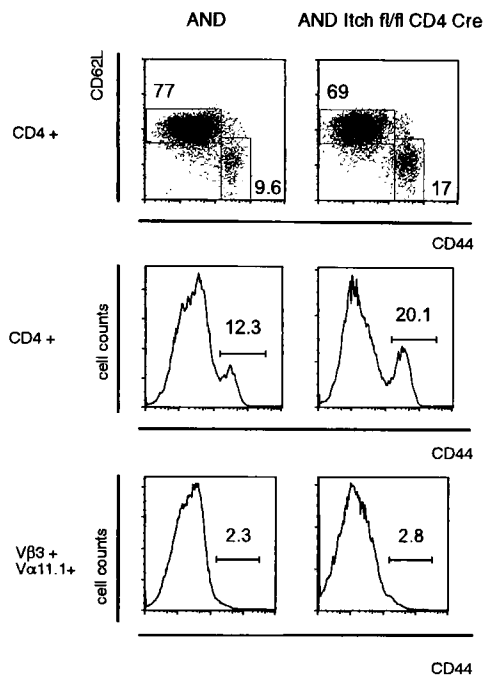 AND
AND Itch fl/fl CD4 Cre
CD62L
CD4 +
77
9.6
69
17
CD44
CD4 +
cell counts
12.3
20.1
CD44
Vβ3 +
Vα11.1+
cell counts
2.3
2.8
CD44